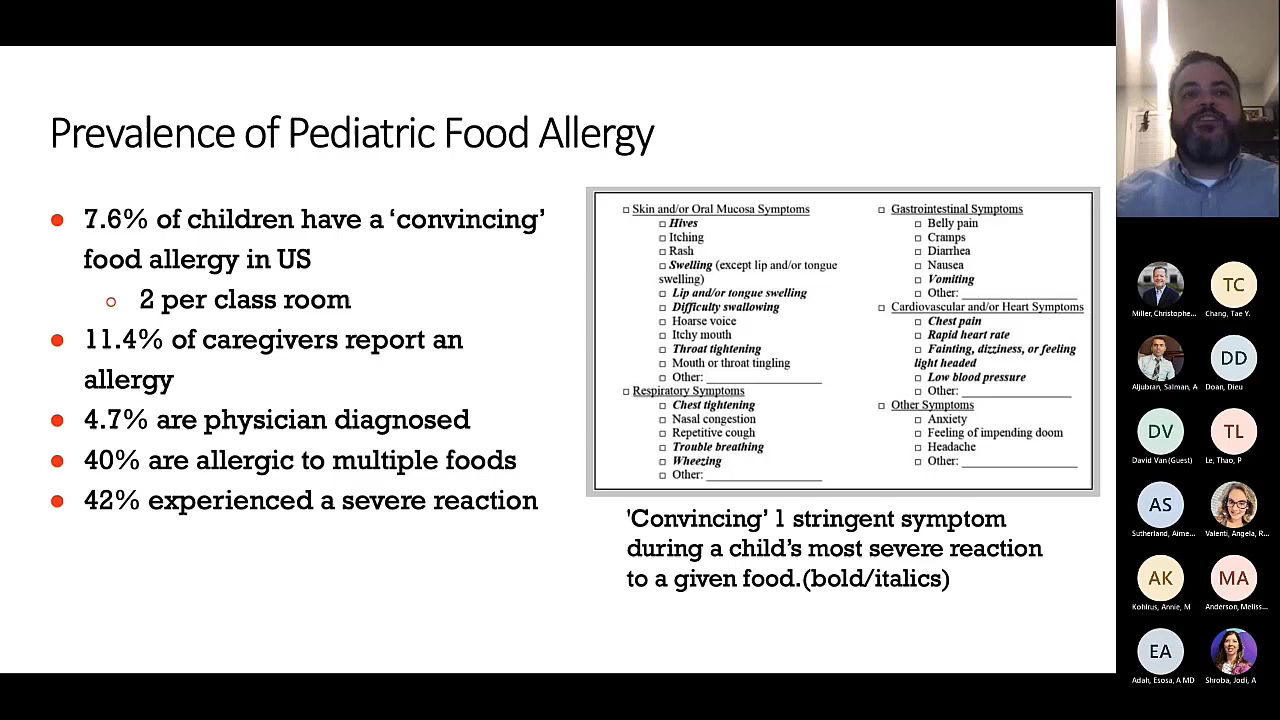 Prevalence of Pediatric Food Allergy
7.6% of children have a ‘convincing’
food allergy in US
2 per class room
11.4% of caregivers report an
allergy
4.7% are physician diagnosed
40% are allergic to multiple foods
42% experienced a severe reaction
Skin and/or Oral Mucosa Symptoms
Hives
Itching
Rash
Swelling (except lip and/or tongue
swelling)
Lip and/or tongue swelling
Difficulty swallowing
Hoarse voice
Itchy mouth
Throat tightening
Mouth or throat tingling
Other:
Respiratory Symptoms
Chest tightening
Nasal congestion
Repetitive cough
Trouble breathing
Wheezing
Other:
Gastrointestinal Symptoms
Belly pain
Cramps
Diarrhea
Nausea
Vomiting
Other:
Cardiovascular and/or Heart Symptoms
Chest pain
Rapid heart rate
Fainting, dizziness, or feeling
light headed
Low blood pressure
Other:
Other Symptoms
Anxiety
Feeling of impending doom
Headache
Other:
'Convincing’ 1 stringent symptom
during a child’s most severe reaction
to a given food.(bold/italics)
Miller, Christophe...
TC
Chang, Tae Y.
Aljubran, Salman, A
DD
Doan, Dieu
DV
David Van (Guest)
TL
Le, Thao, P
AS
Sutherland, Aime...
Valenti, Angela, R...
AK
Kohlrus, Annie, M
MA
Anderson, Meliss...
EA
Adah, Esosa, A MD
Shroba, Jodi, A